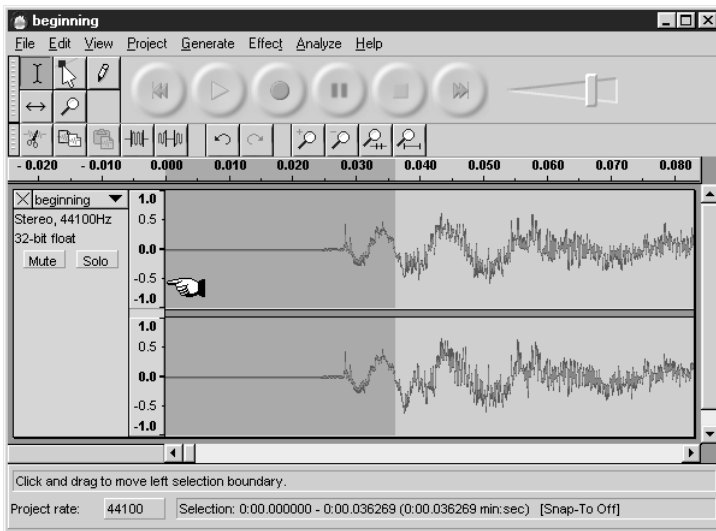 beginning
File Edit View Project Generate Effect Analyze Help
- 0.020 - 0.010 0.000 0.010 0.020 0.030 0.040 0.050 0.060 0.070 0.080
beginning
Stereo, 44100Hz
32-bit float
Mute Solo
1.0
0.5
0.0
-0.5
-1.0
1.0
0.5
0.0
-0.5
-1.0
Click and drag to move left selection boundary.
Project rate: 44100 Selection: 0:00.000000 - 0:00.036269 (0:00.036269 min:sec) [Snap-To Off]